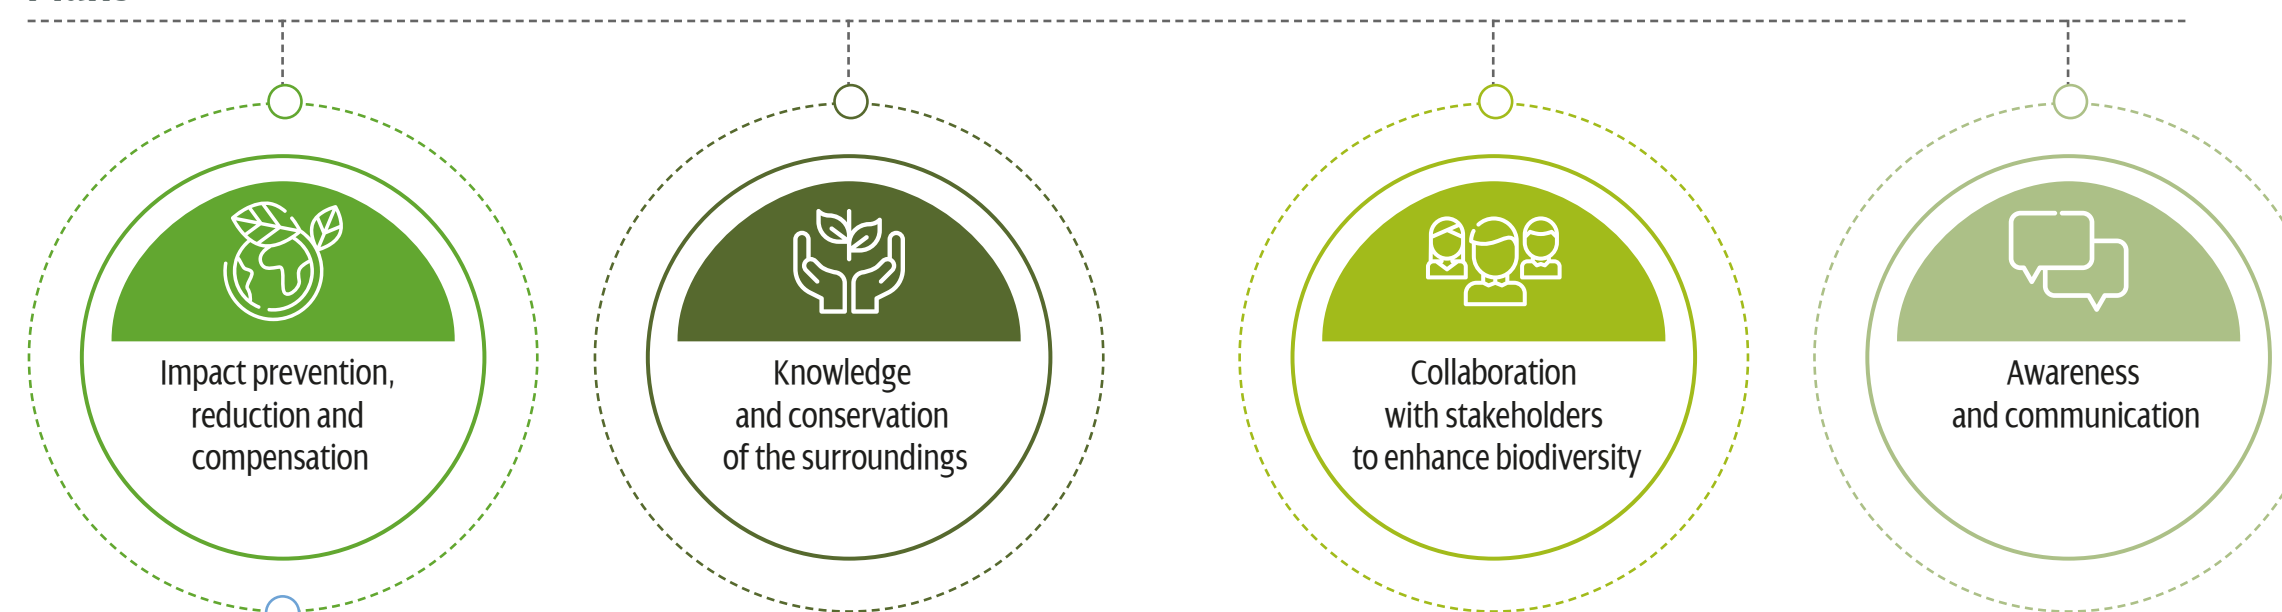 Impact prevention,
reduction and
compensation
Knowledge
and conservation
of the surroundings
Collaboration
with stakeholders
to enhance biodiversity
Awareness
and communication